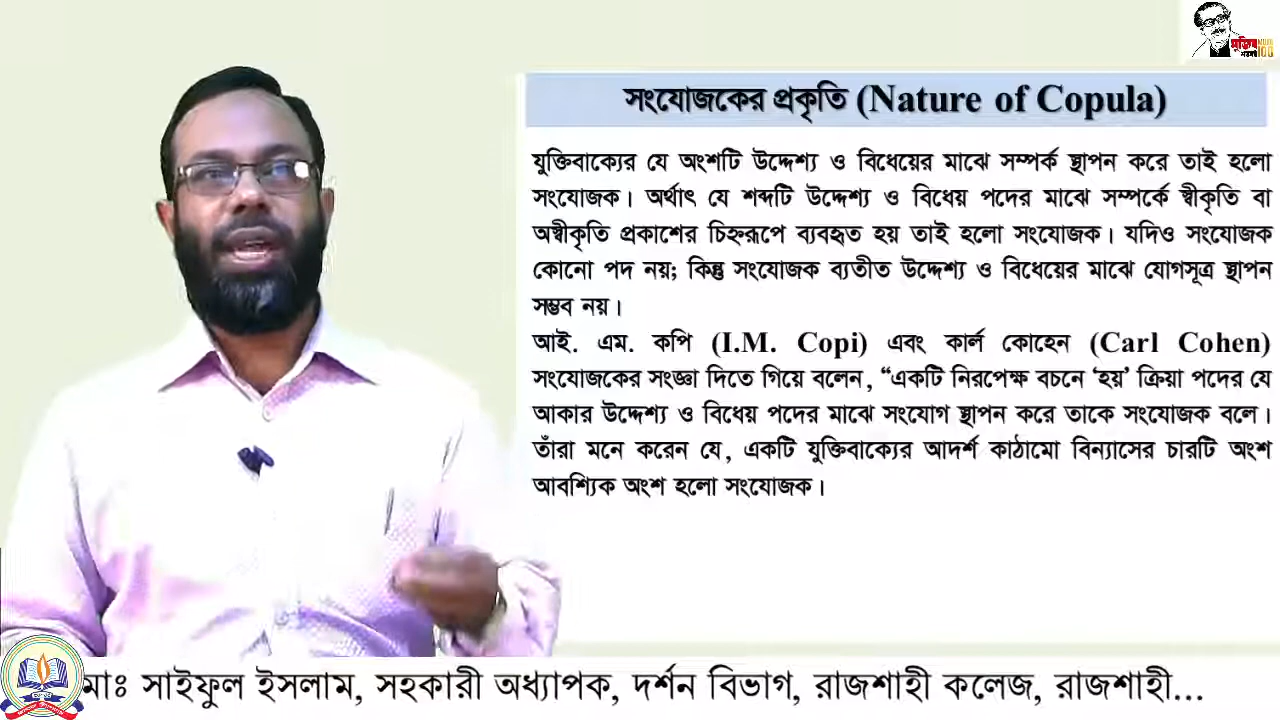 সংযোজকের প্রকৃতি (Nature of Copula)
যুক্তিবাক্যের যে অংশটি উদ্দেশ্য ও বিধেয়ের মাঝে সম্পর্ক স্থাপন করে তাই হলো
সংযোজক। অর্থাৎ যে শব্দটি উদ্দেশ্য ও বিধেয় পদের মাঝে সম্পর্কে স্বীকৃতি বা
অস্বীকৃতি প্রকাশের চিহ্নরূপে ব্যবহৃত হয় তাই হলো সংযোজক। যদিও সংযোজক
কোনো পদ নয়; কিন্তু সংযোজক ব্যতীত উদ্দেশ্য ও বিধেয়ের মাঝে যোগসূত্র স্থাপন
সম্ভব নয়।
আই. এম. কপি (I.M. Copi) এবং কার্ল কোহেন (Carl Cohen)
সংযোজকের সংজ্ঞা দিতে গিয়ে বলেন, “একটি নিরপেক্ষ বচনে ‘হয়’ ক্রিয়া পদের যে
আকার উদ্দেশ্য ও বিধেয় পদের মাঝে সংযোগ স্থাপন করে তাকে সংযোজক বলে।
তাঁরা মনে করেন যে, একটি যুক্তিবাক্যের আদর্শ কাঠামো বিন্যাসের চারটি অংশ
আবশ্যিক অংশ হলো সংযোজক।
মোঃ সাইফুল ইসলাম, সহকারী অধ্যাপক, দর্শন বিভাগ, রাজশাহী কলেজ, রাজশাহী...